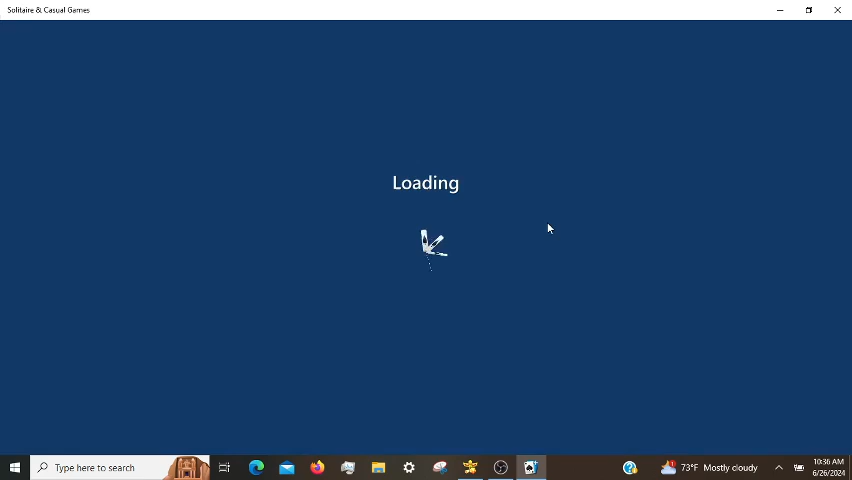 Solitaire & Casual Games
Loading
Type here to search
73°F Mostly cloudy
10:36 AM
6/26/2024